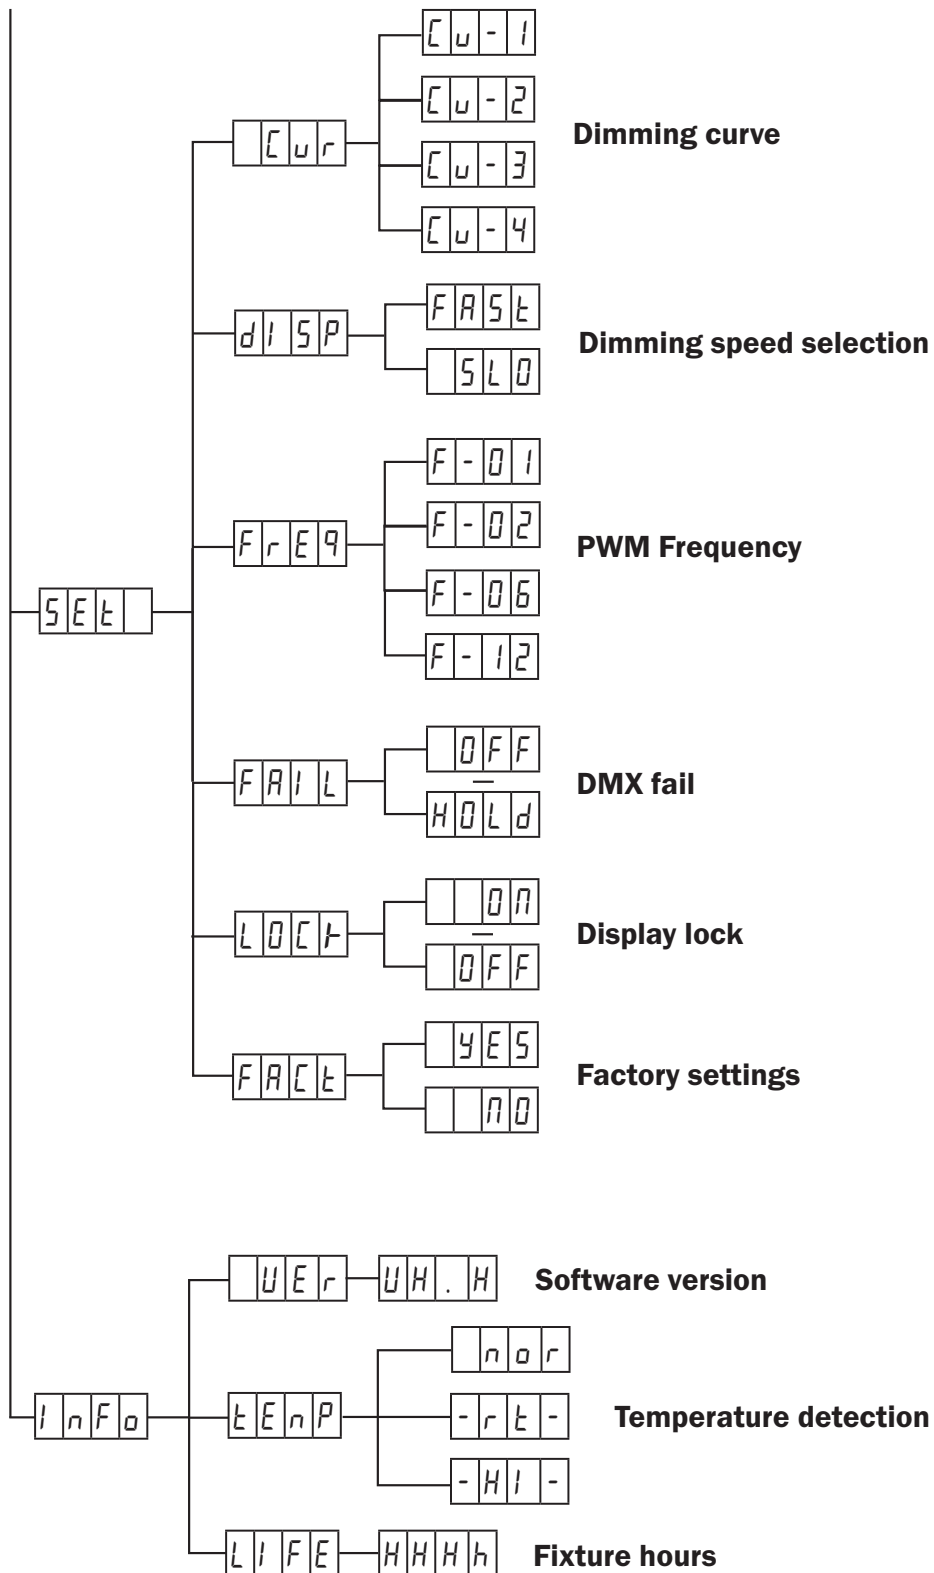 Cu-1
Cu-2
Cur
Dimming curve
Cu-3
Cu-4
FASt
dISP
Dimming speed selection
SLO
F-01
F-02
FrEq
PWM Frequency
F-06
F-12
SEt
OFF
FAIL
DMX fail
HOLd
On
LOCk
Display lock
OFF
YES
FACt
Factory settings
nO
VEr
VH.H
Software version
nor
InFo
tEnP
-rt-
Temperature detection
-HI-
LIFE
HHHh
Fixture hours